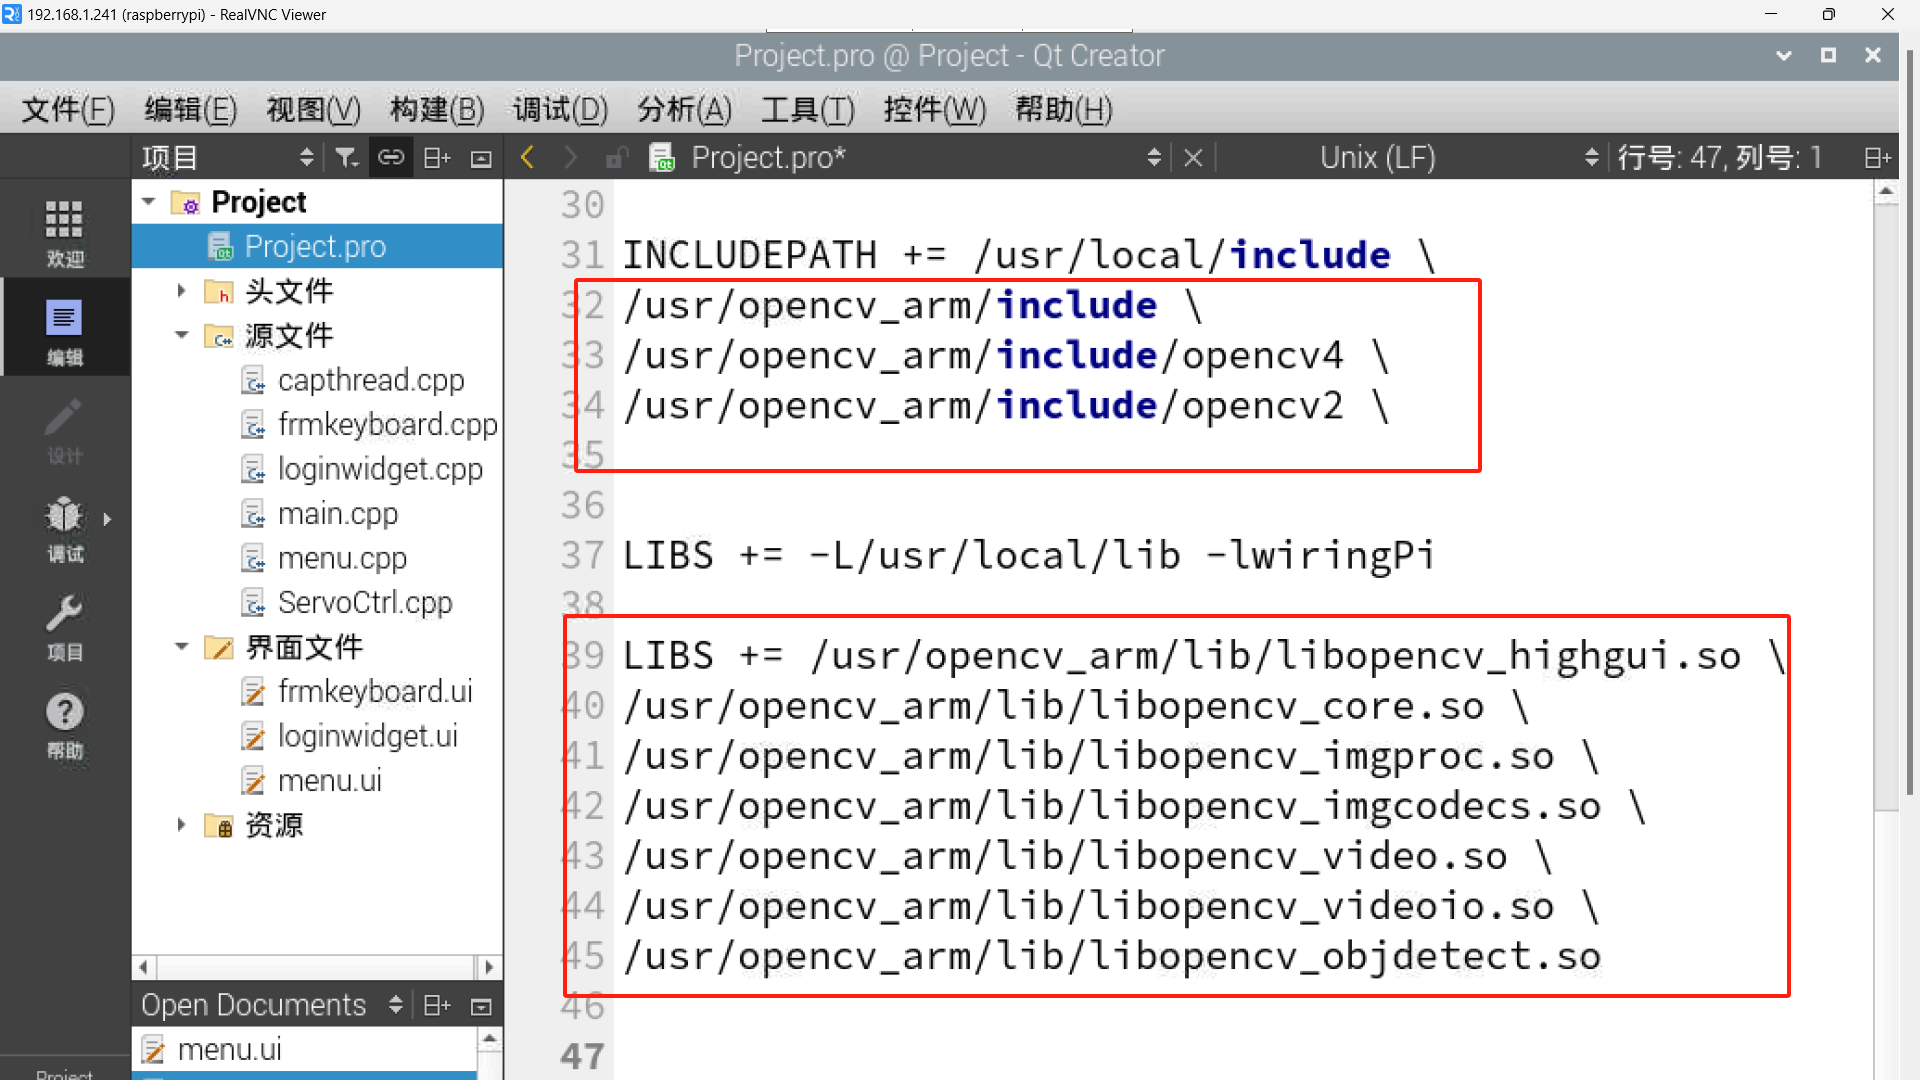 192.168.1.241 (raspberrypi) - RealVNC Viewer
Project.pro @ Project - Qt Creator
文件(F) 编辑(E) 视图(V) 构建(B) 调试(D) 分析(A) 工具(T) 控件(W) 帮助(H)
项目
Project.pro*
Unix (LF)
行号: 47, 列号: 1
欢迎
编辑
设计
调试
项目
帮助
Project
Project
Project.pro
头文件
源文件
capthread.cpp
frmkeyboard.cpp
loginwidget.cpp
main.cpp
menu.cpp
ServoCtrl.cpp
界面文件
frmkeyboard.ui
loginwidget.ui
menu.ui
资源
Open Documents
menu.ui
30
31 INCLUDEPATH += /usr/local/include \
32 /usr/opencv_arm/include \
33 /usr/opencv_arm/include/opencv4 \
34 /usr/opencv_arm/include/opencv2 \
35
36
37 LIBS += -L/usr/local/lib -lwiringPi
38
39 LIBS += /usr/opencv_arm/lib/libopencv_highgui.so \
40 /usr/opencv_arm/lib/libopencv_core.so \
41 /usr/opencv_arm/lib/libopencv_imgproc.so \
42 /usr/opencv_arm/lib/libopencv_imgcodecs.so \
43 /usr/opencv_arm/lib/libopencv_video.so \
44 /usr/opencv_arm/lib/libopencv_videoio.so \
45 /usr/opencv_arm/lib/libopencv_objdetect.so
46
47